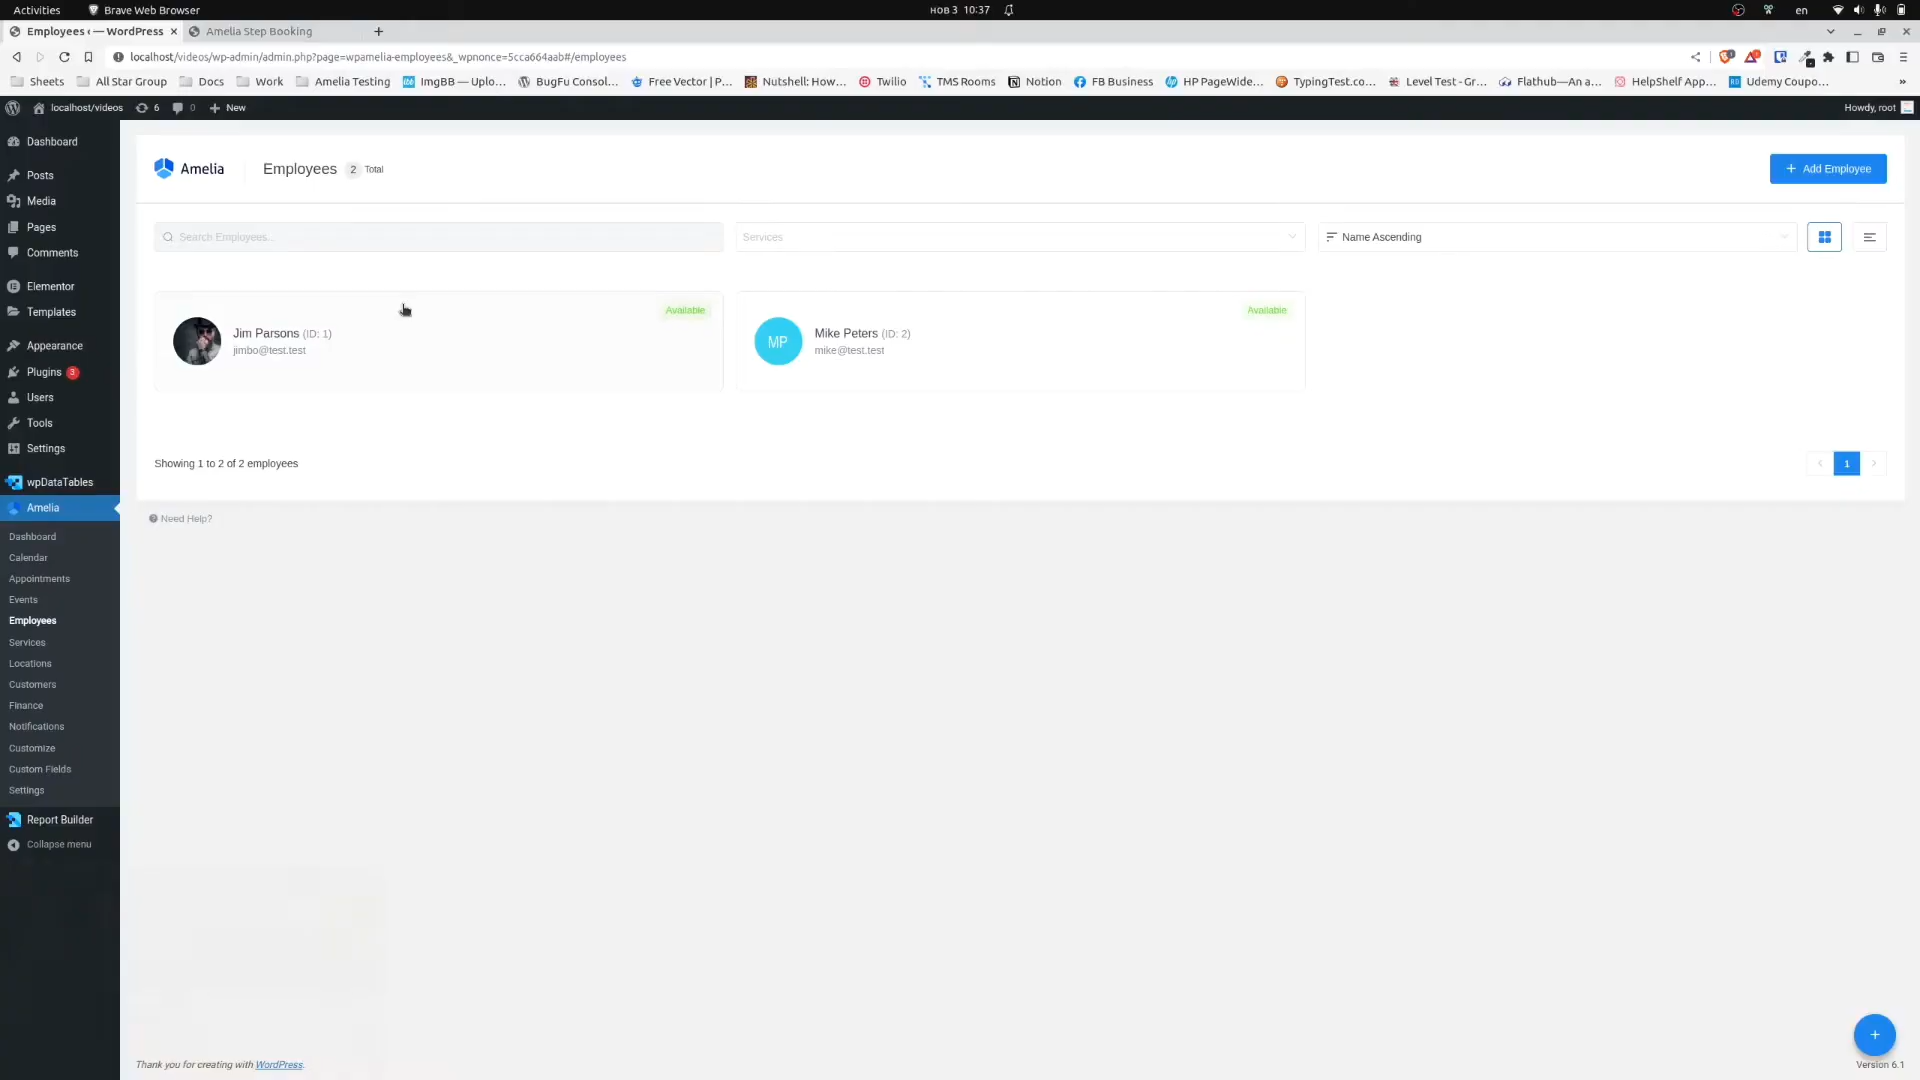 Activities Brave Web Browser нов 3 10:37 en
Employees ‹ — WordPress × Amelia Step Booking +
localhost/videos/wp-admin/admin.php?page=wpamelia-employees&_wpnonce=5cca664aab#/employees
Sheets All Star Group Docs Work Amelia Testing ImgBB — Uplo... BugFu Consol... Free Vector | P... Nutshell: How... Twilio TMS Rooms Notion FB Business HP PageWide... TypingTest.co... Level Test - Gr... Flathub—An a... HelpShelf App... Udemy Coupo... »
localhost/videos 6 0 + New Howdy, root
Dashboard
Posts
Media
Pages
Comments
Elementor
Templates
Appearance
Plugins 3
Users
Tools
Settings
wpDataTables
Amelia
Dashboard
Calendar
Appointments
Events
Employees
Services
Locations
Customers
Finance
Notifications
Customize
Custom Fields
Settings
Report Builder
Collapse menu
Amelia Employees 2 Total + Add Employee
Search Employees... Services Name Ascending
Available
Jim Parsons (ID: 1)
jimbo@test.test
Available
MP
Mike Peters (ID: 2)
mike@test.test
Showing 1 to 2 of 2 employees
1
Need Help?
+
Thank you for creating with WordPress.
Version 6.1